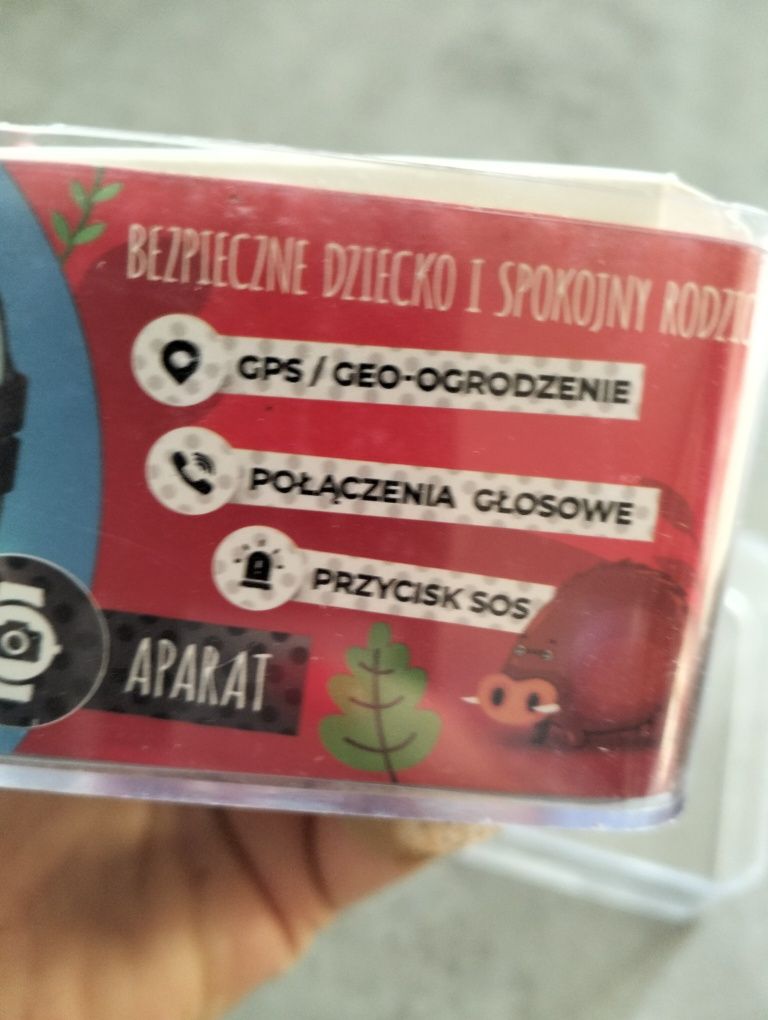 BEZPIECZNE DZIECKO I SPOKOJNY
GPS / GEO-OGRODZENIE
POŁĄCZENIA GŁOSOWE
PRZYCISK SOS
APARAT